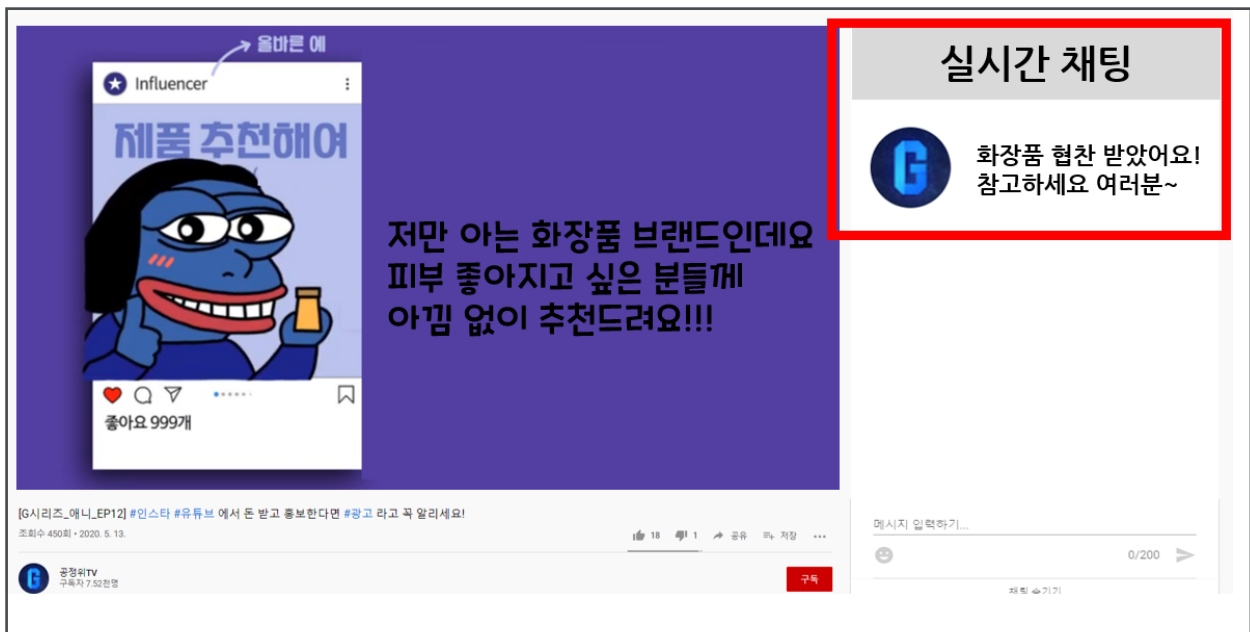 올바른 예
Influencer
제품 추천해여
저만 아는 화장품 브랜드인데요
피부 좋아지고 싶은 분들께
아낌 없이 추천드려요!!!
좋아요 999개
[G시리즈_애니_EP12] #인스타 #유튜브 에서 돈 받고 홍보한다면 #광고 라고 꼭 알리세요!
조회수 450회 • 2020. 5. 13.
18 1 공유 저장
공정위TV
구독자 7.52천명
구독
실시간 채팅
G
화장품 협찬 받았어요!
참고하세요 여러분~
메시지 입력하기...
0/200
채팅 숨기기